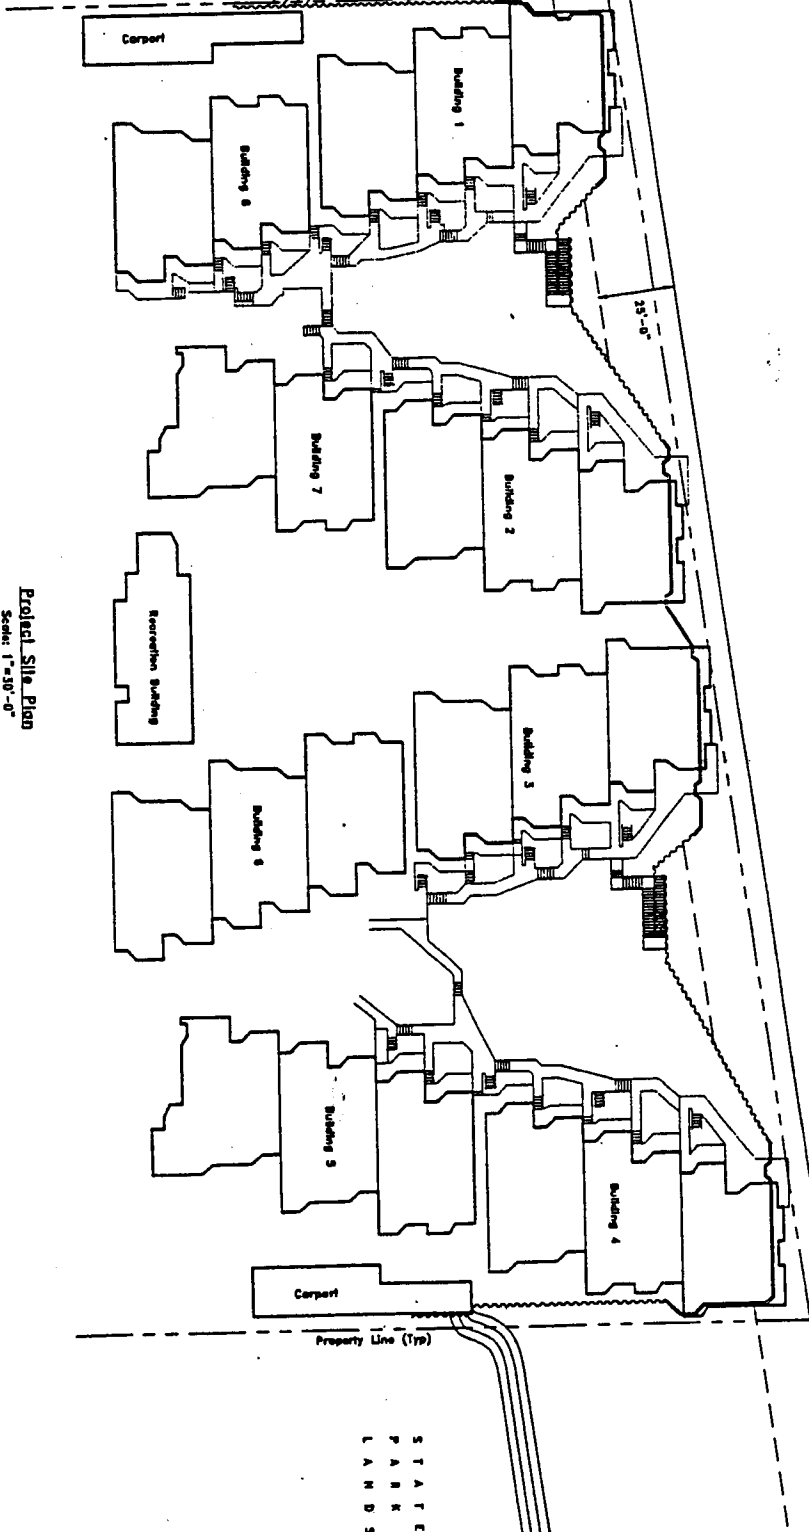 25'-0"
Building 1
Building 2
Building 3
Building 4
Building 8
Building 7
Building 6
Building 5
Carport
Recreation Building
Carport
Property Line (Typ)
S T A T E
P A R K
L A N D S
Project Site Plan
Scale: 1"=30'-0"